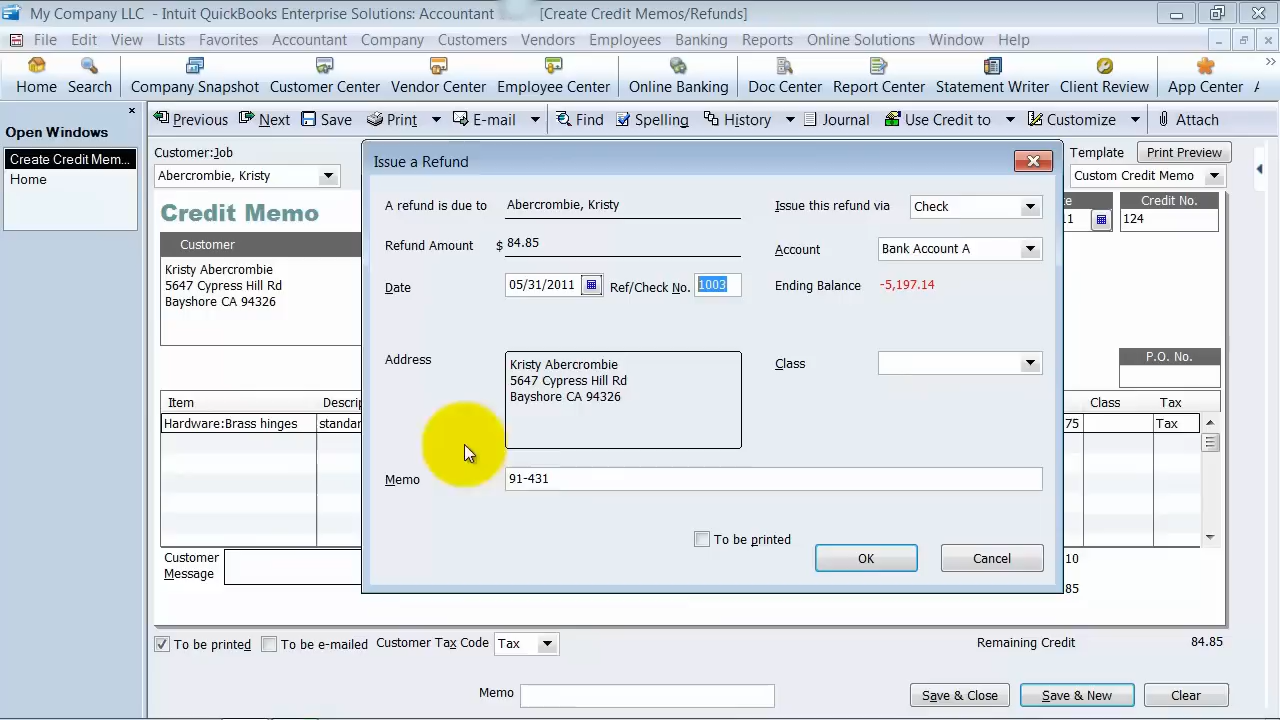 My Company LLC - Intuit QuickBooks Enterprise Solutions: Accountant [Create Credit Memos/Refunds]
File Edit View Lists Favorites Accountant Company Customers Vendors Employees Banking Reports Online Solutions Window Help
Home Search Company Snapshot Customer Center Vendor Center Employee Center Online Banking Doc Center Report Center Statement Writer Client Review App Center
Open Windows
Create Credit Mem...
Home
Previous Next Save Print E-mail Find Spelling History Journal Use Credit to Customize Attach
Customer:Job
Abercrombie, Kristy
Template Print Preview
Custom Credit Memo
Credit Memo
Credit No.
124
Customer
Kristy Abercrombie
5647 Cypress Hill Rd
Bayshore CA 94326
P.O. No.
Item Class Tax
Hardware:Brass hinges 75 Tax
Issue a Refund
A refund is due to Abercrombie, Kristy
Issue this refund via Check
Refund Amount $ 84.85
Account Bank Account A
Date 05/31/2011 Ref/Check No. 1003
Ending Balance -5,197.14
Address
Kristy Abercrombie
5647 Cypress Hill Rd
Bayshore CA 94326
Class
Memo 91-431
To be printed
OK Cancel
Customer
Message
10
85
To be printed To be e-mailed Customer Tax Code Tax
Remaining Credit 84.85
Memo
Save & Close Save & New Clear